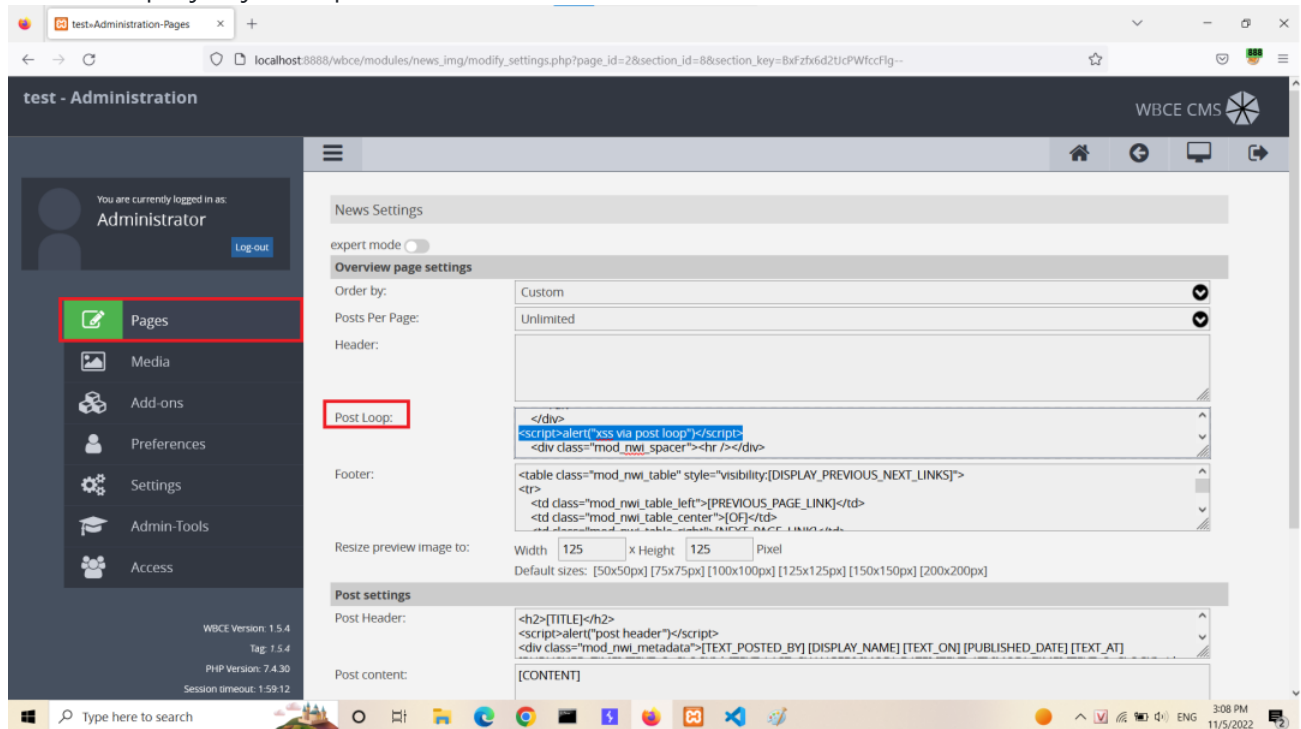 test»Administration-Pages
localhost:8888/wbce/modules/news_img/modify_settings.php?page_id=2&section_id=8&section_key=BxFzfx6d2tJcPWfccFlg--
888
test - Administration
WBCE CMS
You are currently logged in as:
Administrator
Log-out
Pages
Media
Add-ons
Preferences
Settings
Admin-Tools
Access
WBCE Version: 1.5.4
Tag: 1.5.4
PHP Version: 7.4.30
Session timeout: 1:59:12
News Settings
expert mode
Overview page settings
Order by:
Custom
Posts Per Page:
Unlimited
Header:
Post Loop:
</div>
<script>alert("xss via post loop")</script>
<div class="mod_nwi_spacer"><hr /></div>
Footer:
<table class="mod_nwi_table" style="visibility:[DISPLAY_PREVIOUS_NEXT_LINKS]">
<tr>
<td class="mod_nwi_table_left">[PREVIOUS_PAGE_LINK]</td>
<td class="mod_nwi_table_center">[OF]</td>
Resize preview image to:
Width 125 x Height 125 Pixel
Default sizes: [50x50px] [75x75px] [100x100px] [125x125px] [150x150px] [200x200px]
Post settings
Post Header:
<h2>[TITLE]</h2>
<script>alert("post header")</script>
<div class="mod_nwi_metadata">[TEXT_POSTED_BY] [DISPLAY_NAME] [TEXT_ON] [PUBLISHED_DATE] [TEXT_AT]
Post content:
[CONTENT]
Type here to search
ENG
3:08 PM
11/5/2022
2